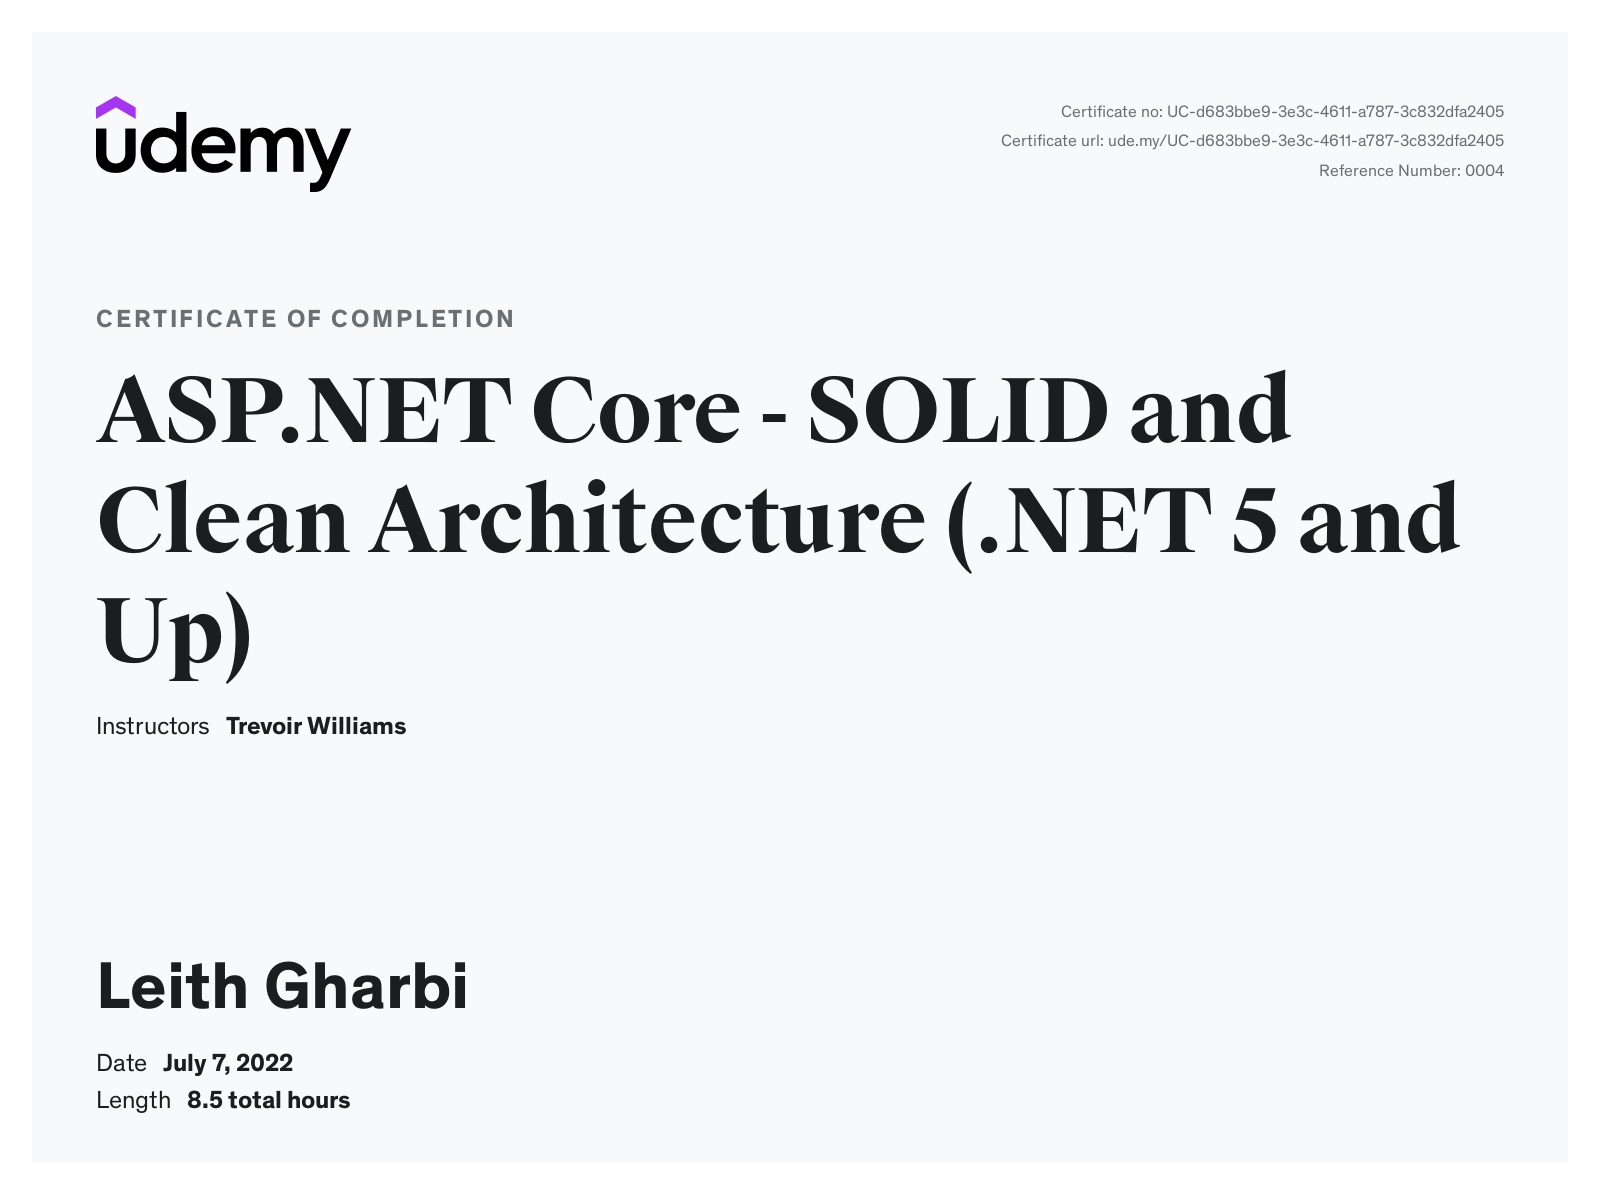 udemy
Certificate no: UC-d683bbe9-3e3c-4611-a787-3c832dfa2405
Certificate url: ude.my/UC-d683bbe9-3e3c-4611-a787-3c832dfa2405
Reference Number: 0004
CERTIFICATE OF COMPLETION
ASP.NET Core - SOLID and
Clean Architecture (.NET 5 and
Up)
Instructors Trevoir Williams
Leith Gharbi
Date July 7, 2022
Length 8.5 total hours